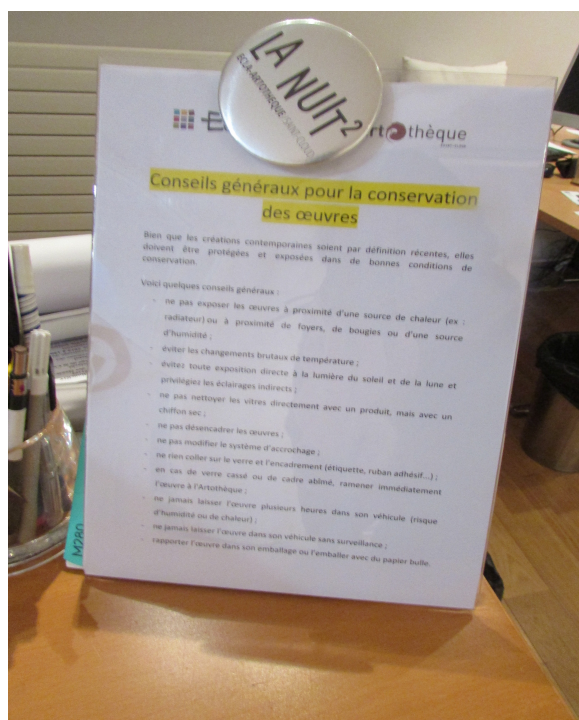 LA NUIT²
ECLA-ARTOTHEQUE SAINT-CLOUD
thèque
Conseils généraux pour la conservation
des œuvres
Bien que les créations contemporaines soient par définition récentes, elles
doivent être protégées et exposées dans de bonnes conditions de
conservation.
Voici quelques conseils généraux :
- ne pas exposer les œuvres à proximité d'une source de chaleur (ex :
radiateur) ou à proximité de foyers, de bougies ou d'une source
d'humidité ;
- éviter les changements brutaux de température ;
- évitez toute exposition directe à la lumière du soleil et de la lune et
privilégiez les éclairages indirects ;
- ne pas nettoyer les vitres directement avec un produit, mais avec un
chiffon sec ;
- ne pas désencadrer les œuvres ;
- ne pas modifier le système d'accrochage ;
- ne rien coller sur le verre et l'encadrement (étiquette, ruban adhésif...) ;
- en cas de verre cassé ou de cadre abîmé, ramener immédiatement
l'œuvre à l'Artothèque ;
- ne jamais laisser l'œuvre plusieurs heures dans son véhicule (risque
d'humidité ou de chaleur) ;
- ne jamais laisser l'œuvre dans son véhicule sans surveillance ;
- rapporter l'œuvre dans son emballage ou l'emballer avec du papier bulle.
M280